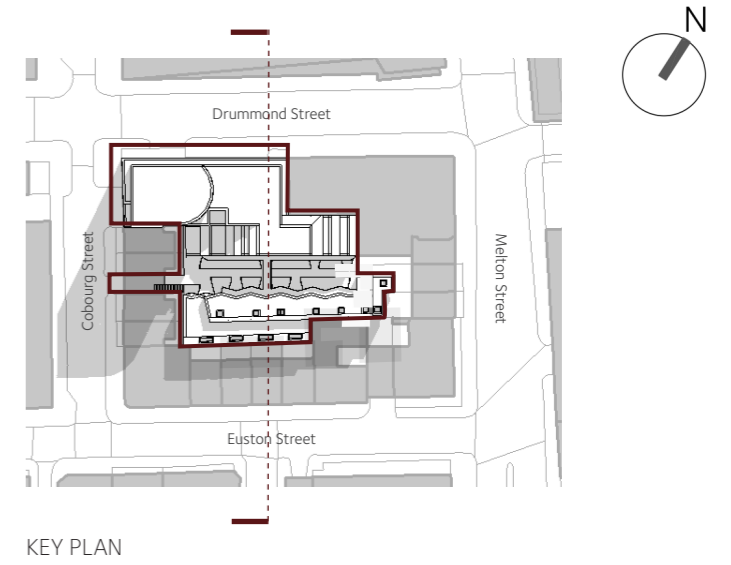 N
Drummond Street
Cobourg Street
Melton Street
Euston Street
KEY PLAN